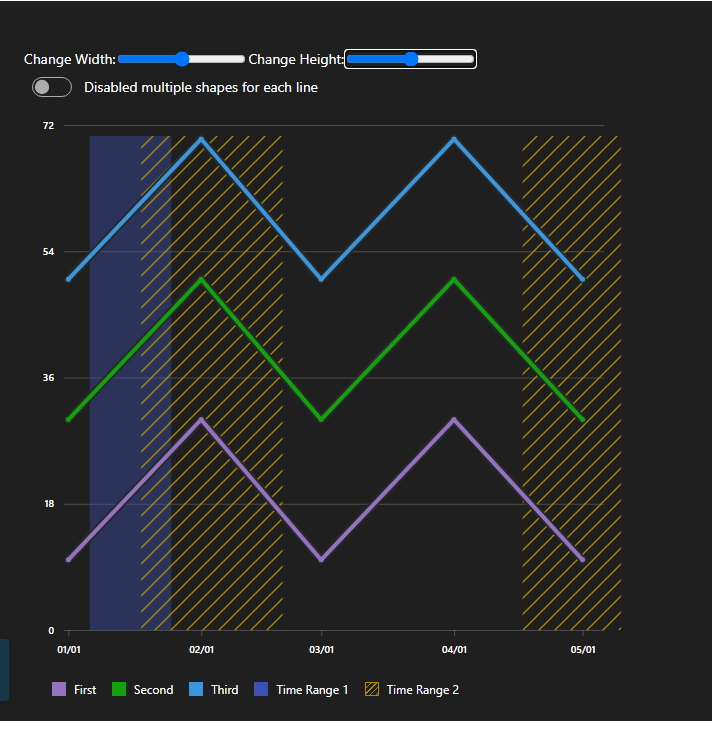 Change Width: Change Height:
Disabled multiple shapes for each line
72
54
36
18
0
01/01 02/01 03/01 04/01 05/01
First Second Third Time Range 1 Time Range 2